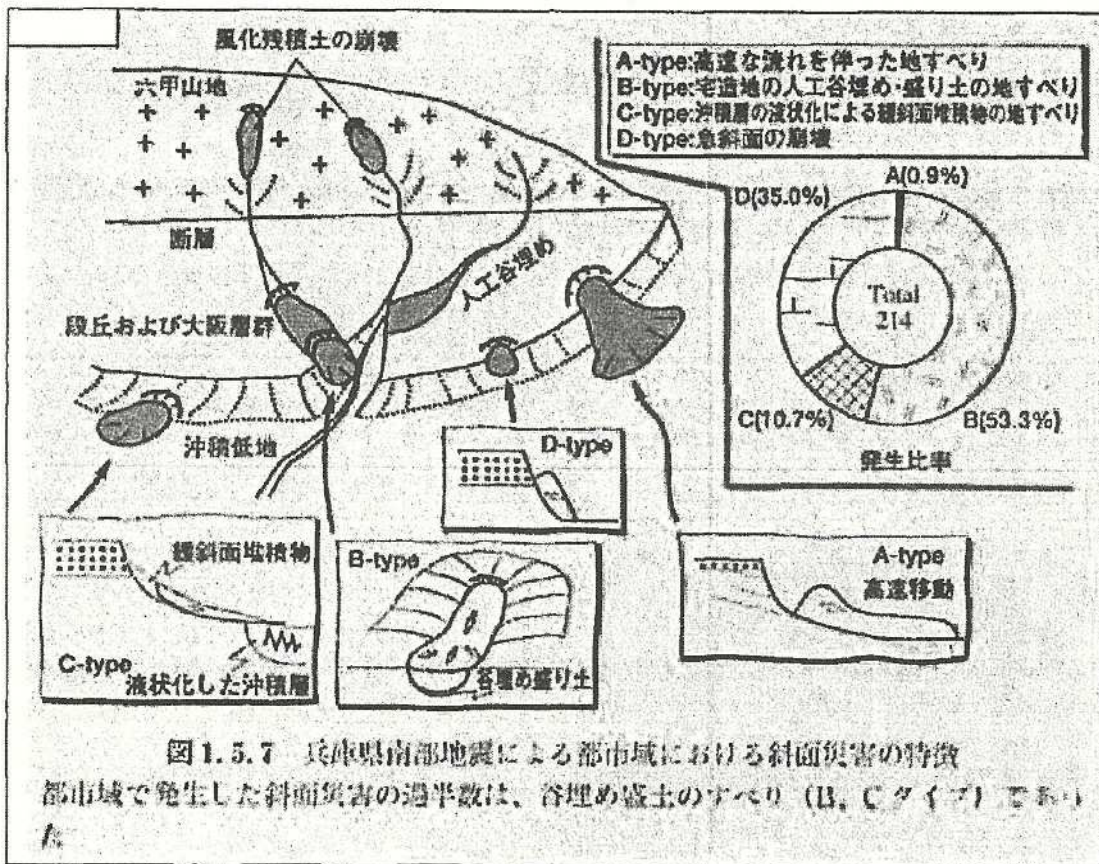 風化残積土の崩壊
六甲山地
断層
段丘および大阪層群
人工谷埋め
沖積低地
A-type:高速な流れを伴った地すべり
B-type:宅造地の人工谷埋め・盛り土の地すべり
C-type:沖積層の液状化による緩斜面堆積物の地すべり
D-type:急斜面の崩壊
A(0.9%)
D(35.0%)
Total
214
C(10.7%)
B(53.3%)
発生比率
D-type
緩斜面堆積物
C-type
液状化した沖積層
B-type
谷埋め盛り土
A-type
高速移動
図1.5.7 兵庫県南部地震による都市域における斜面災害の特徴
都市域で発生した斜面災害の過半数は、谷埋め盛土のすべり（B, Cタイプ）であっ
た